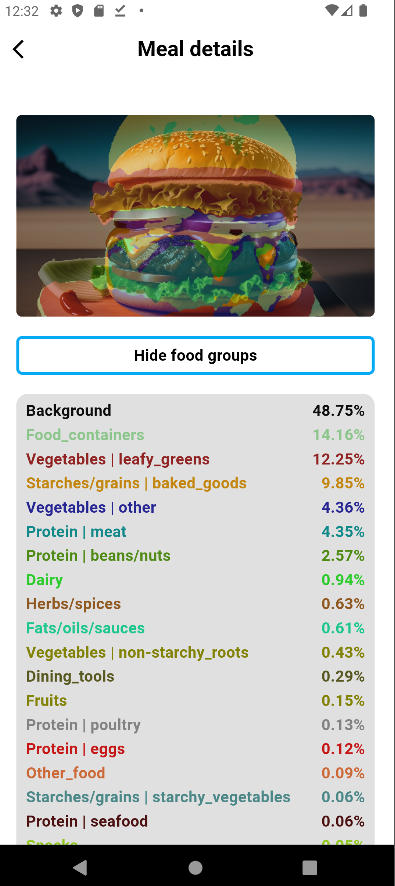 12:32
Meal details
Hide food groups
Background 48.75%
Food_containers 14.16%
Vegetables | leafy_greens 12.25%
Starches/grains | baked_goods 9.85%
Vegetables | other 4.36%
Protein | meat 4.35%
Protein | beans/nuts 2.57%
Dairy 0.94%
Herbs/spices 0.63%
Fats/oils/sauces 0.61%
Vegetables | non-starchy_roots 0.43%
Dining_tools 0.29%
Fruits 0.15%
Protein | poultry 0.13%
Protein | eggs 0.12%
Other_food 0.09%
Starches/grains | starchy_vegetables 0.06%
Protein | seafood 0.06%